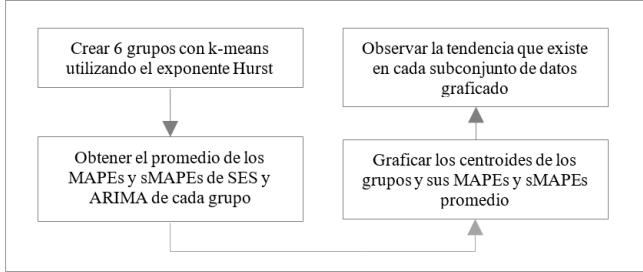 Crear 6 grupos con k-means
utilizando el exponente Hurst
Obtener el promedio de los
MAPEs y sMAPEs de SES y
ARIMA de cada grupo
Graficar los centroides de los
grupos y sus MAPEs y sMAPEs
promedio
Observar la tendencia que existe
en cada subconjunto de datos
graficado